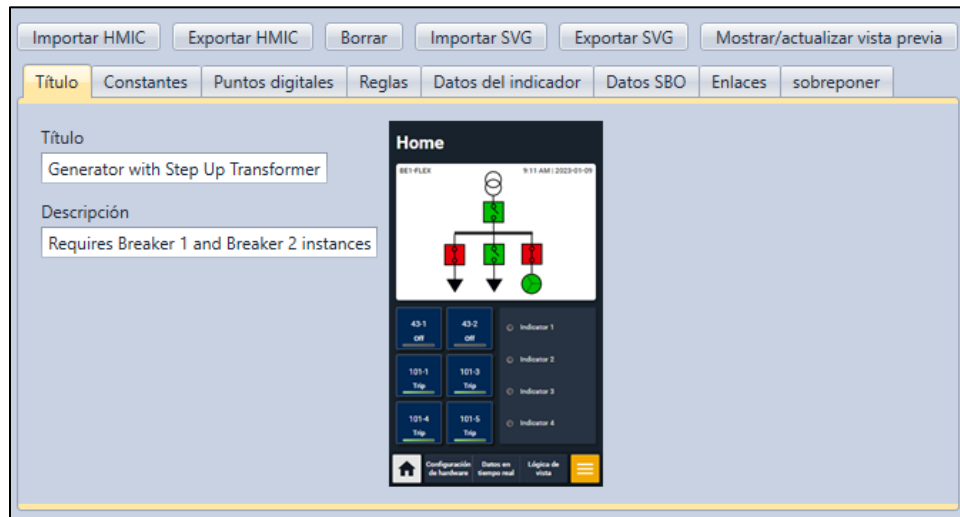 Importar HMIC Exportar HMIC Borrar Importar SVG Exportar SVG Mostrar/actualizar vista previa
Título Constantes Puntos digitales Reglas Datos del indicador Datos SBO Enlaces sobreponer
Título
Generator with Step Up Transformer
Descripción
Requires Breaker 1 and Breaker 2 instances
Home
BE1-FLEX 9:11 AM | 2023-01-09
43-1 43-2 Indicator 1
Off Off
Indicator 2
101-1 101-3
Trip Trip
Indicator 3
101-4 101-5 Indicator 4
Trip Trip
Configuración Datos en Lógica de
de hardware tiempo real vista